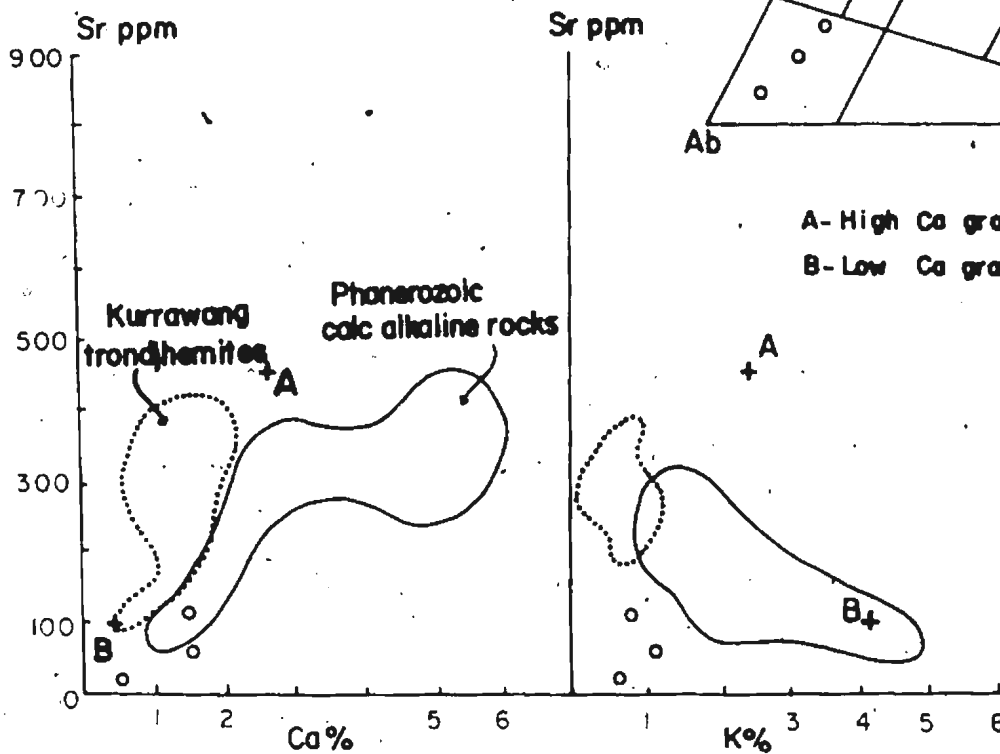 Sr ppm
900
700
500
300
100
0
Kurrawang
trondjhemites
Phanerozoic
calc alkaline rocks
A
B
1 2 5 6
Ca%
Sr ppm
Ab
A- High Ca gra
B- Low Ca gra
A
B
1 3 4 5 6
K%